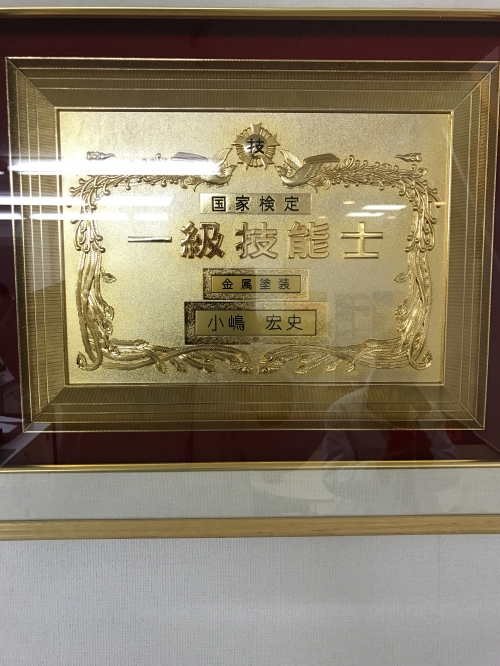 技
国家検定
一級技能士
金属塗装
小嶋 宏史